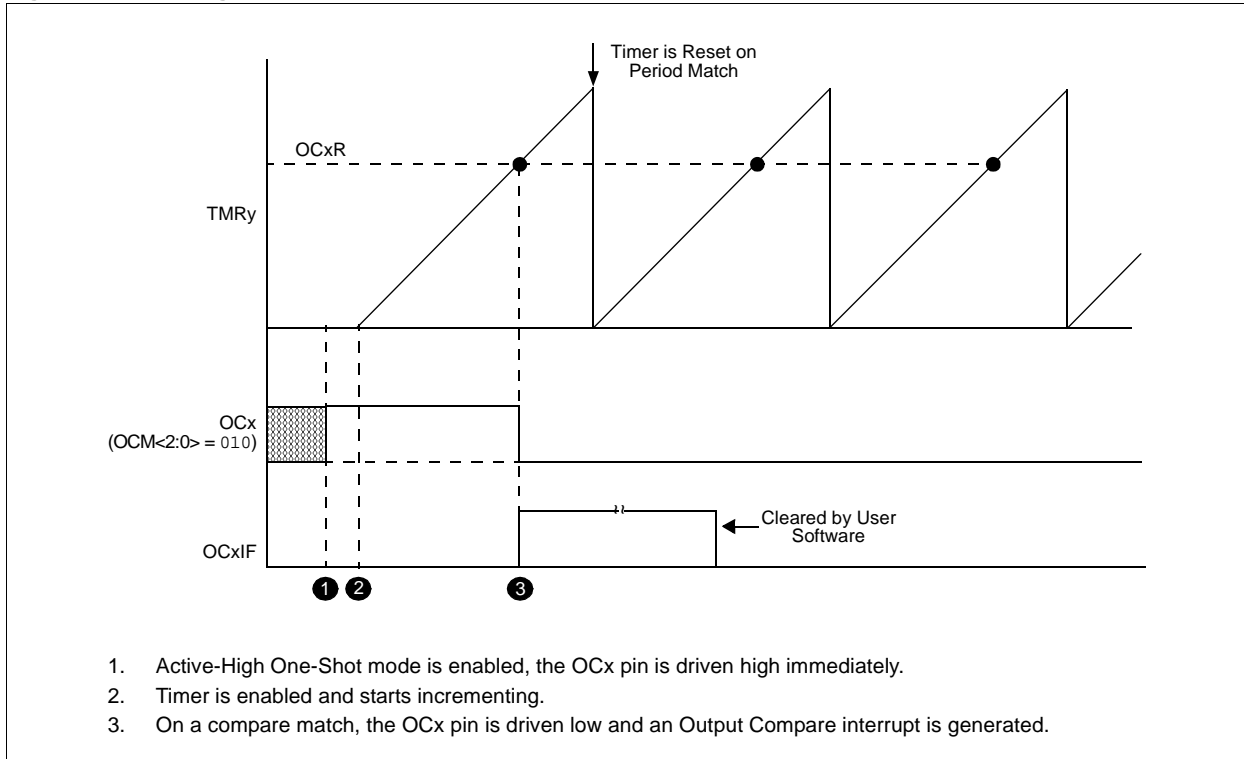 Timer is Reset on
Period Match
OCxR
TMRy
OCx
(OCM<2:0> = 010)
Cleared by User
Software
OCxIF
1 2 3
1. Active-High One-Shot mode is enabled, the OCx pin is driven high immediately.
2. Timer is enabled and starts incrementing.
3. On a compare match, the OCx pin is driven low and an Output Compare interrupt is generated.